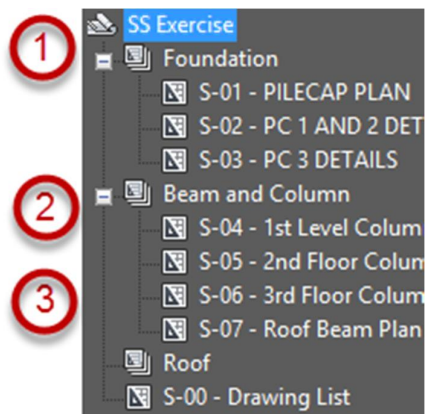 SS Exercise
1
Foundation
S-01 - PILECAP PLAN
S-02 - PC 1 AND 2 DET
S-03 - PC 3 DETAILS
2
Beam and Column
S-04 - 1st Level Colum
S-05 - 2nd Floor Colum
3
S-06 - 3rd Floor Colum
S-07 - Roof Beam Plan
Roof
S-00 - Drawing List